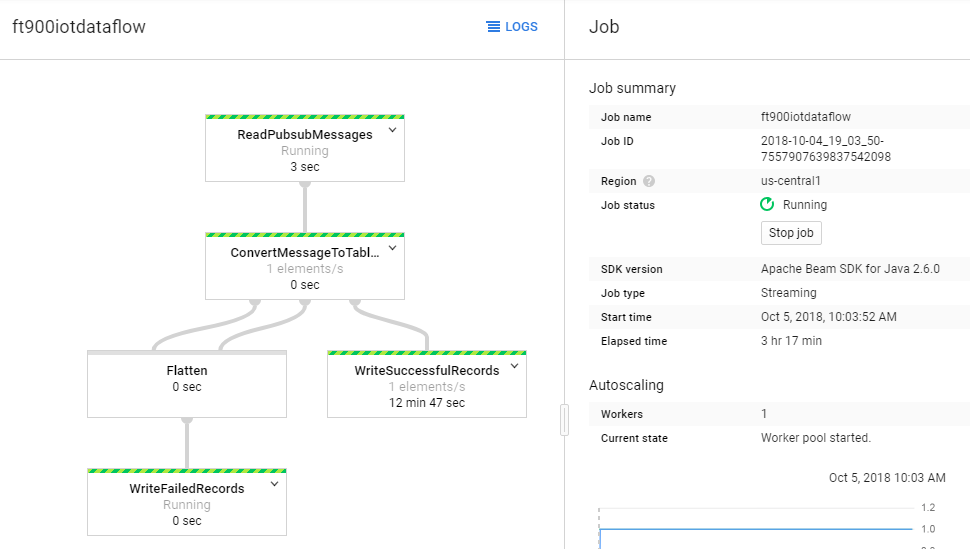 ft900iotdataflow
LOGS
ReadPubsubMessages
Running
3 sec
ConvertMessageToTabl...
1 elements/s
0 sec
Flatten
0 sec
WriteSuccessfulRecords
1 elements/s
12 min 47 sec
WriteFailedRecords
Running
0 sec
Job
Job summary
Job name ft900iotdataflow
Job ID 2018-10-04_19_03_50-
7557907639837542098
Region ? us-central1
Job status Running
Stop job
SDK version Apache Beam SDK for Java 2.6.0
Job type Streaming
Start time Oct 5, 2018, 10:03:52 AM
Elapsed time 3 hr 17 min
Autoscaling
Workers 1
Current state Worker pool started.
Oct 5, 2018 10:03 AM
1.2
1.0